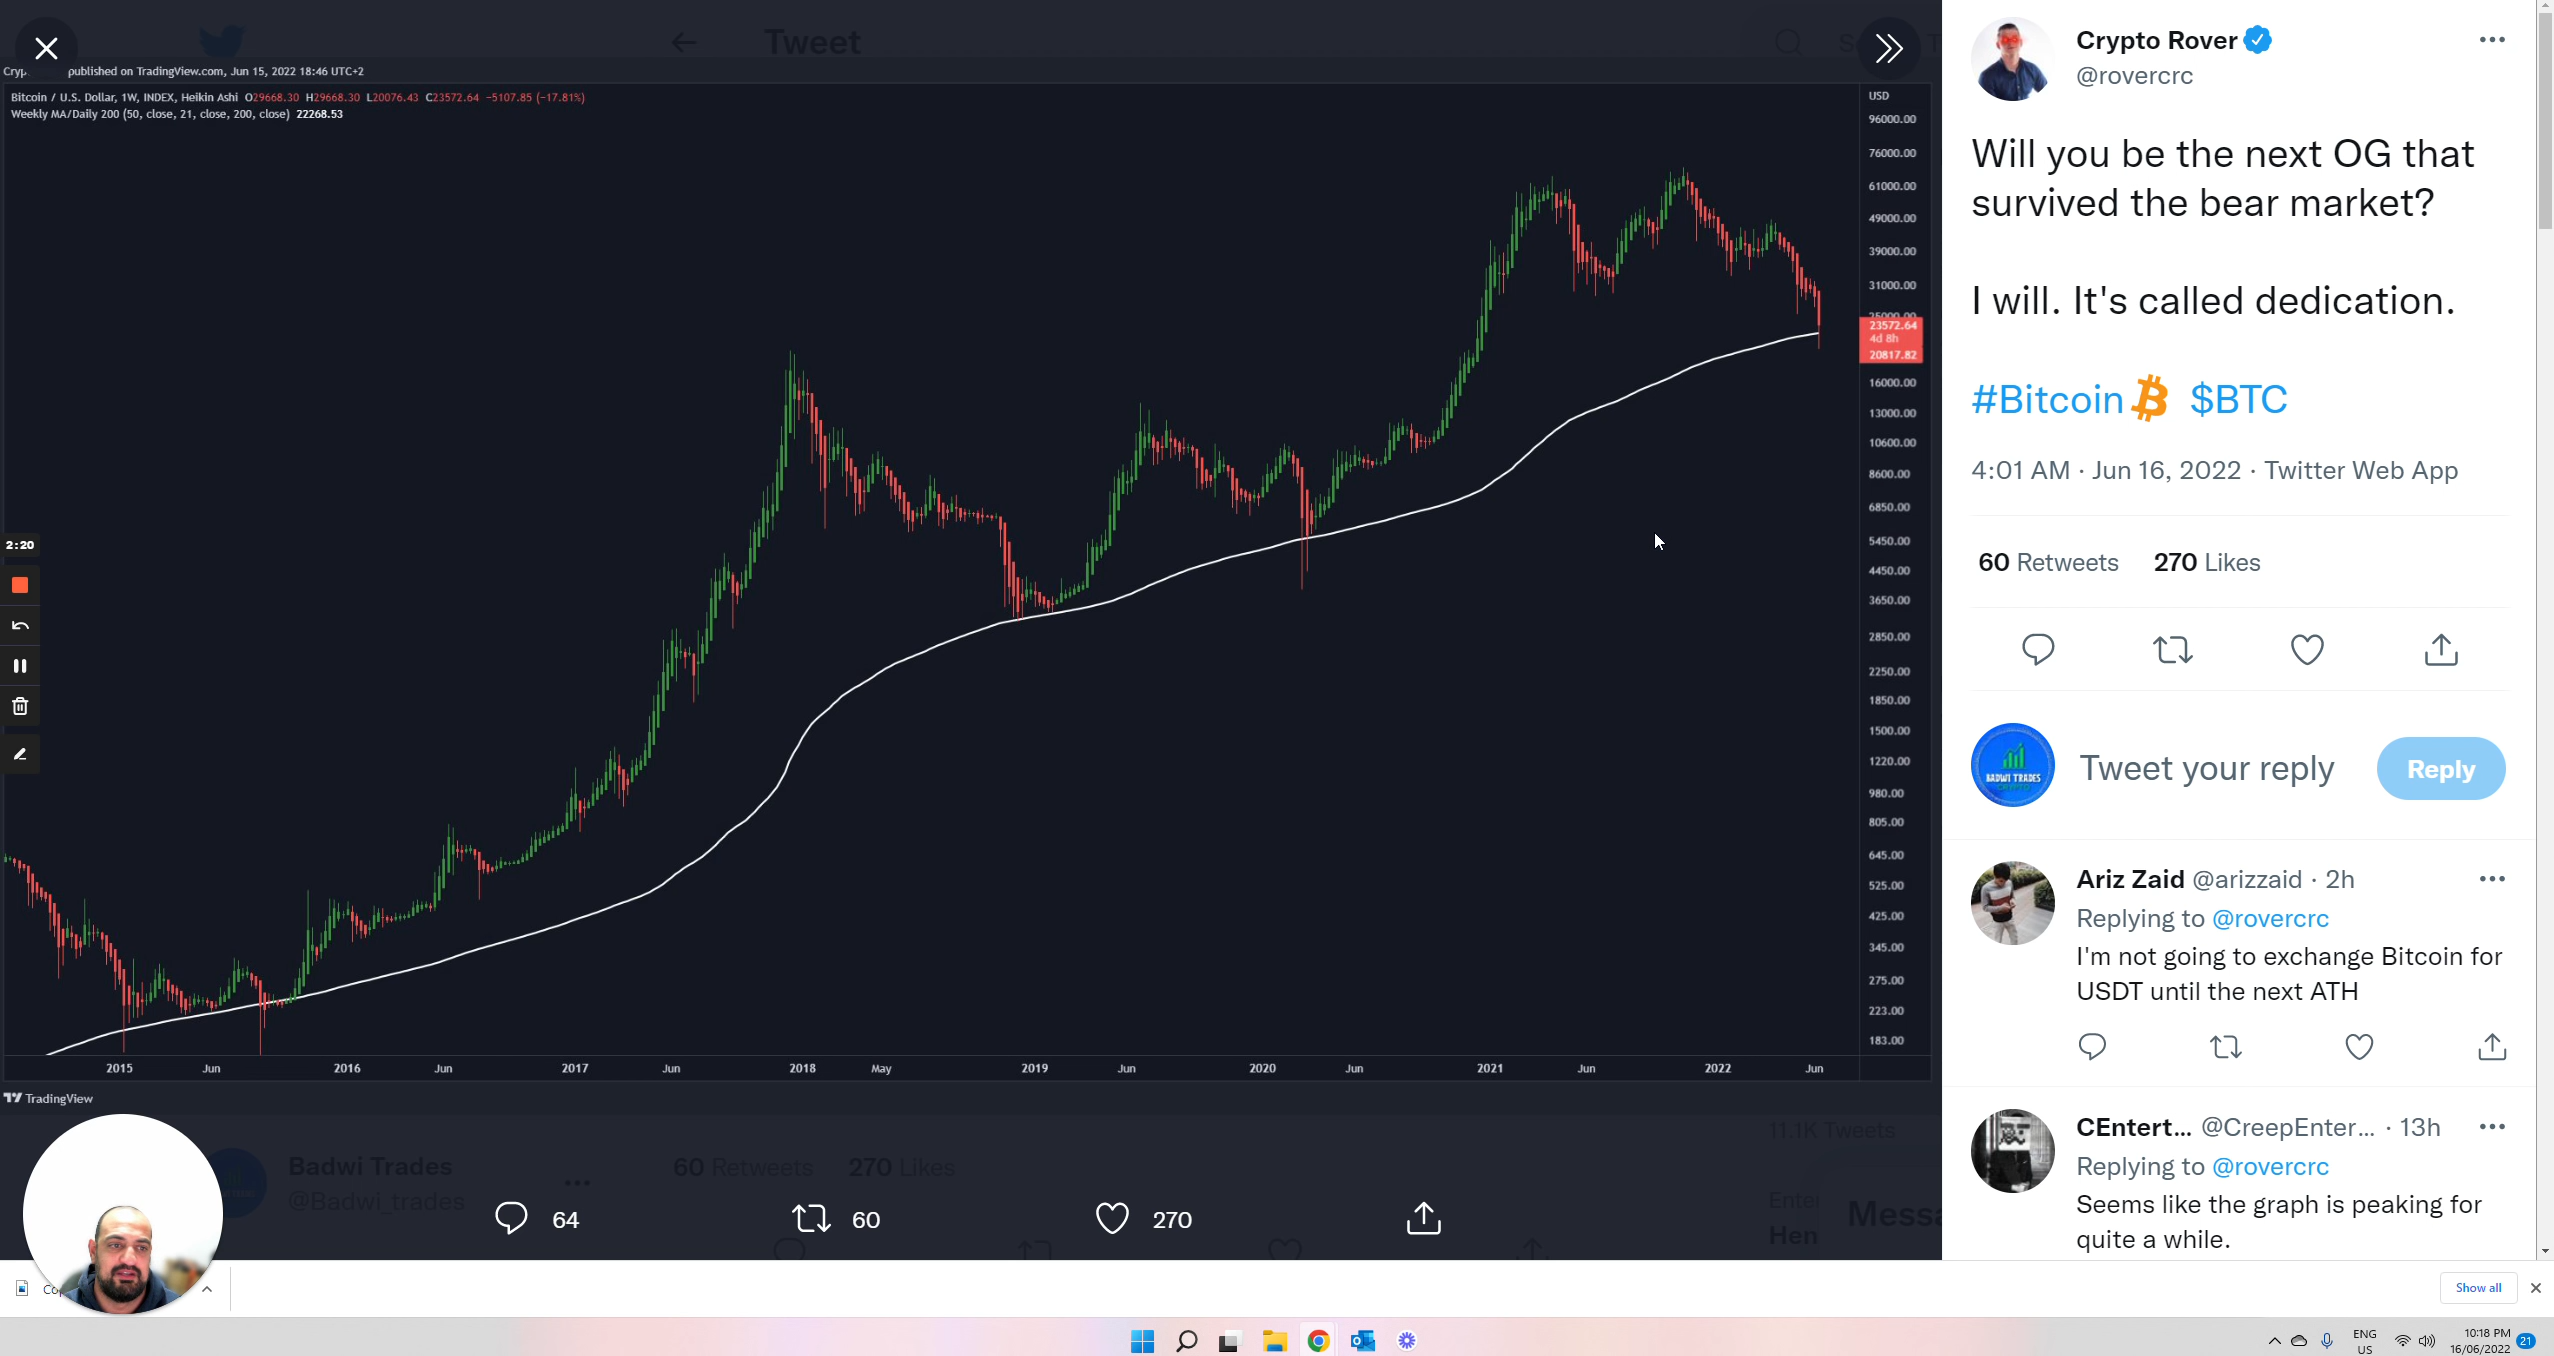 Tweet
published on TradingView.com, Jun 15, 2022 18:46 UTC+2
Bitcoin / U.S. Dollar, 1W, INDEX, Heikin Ashi O29668.30 H29668.30 L20076.43 C23572.64 −5107.85 (−17.81%)
Weekly MA/Daily 200 (50, close, 21, close, 200, close) 22268.53
USD
96000.00
76000.00
61000.00
49000.00
39000.00
31000.00
25000.00
23572.64
4d 8h
20817.82
16000.00
13000.00
10600.00
8600.00
6850.00
5450.00
4450.00
3650.00
2850.00
2250.00
1850.00
1500.00
1220.00
980.00
805.00
645.00
525.00
425.00
345.00
275.00
223.00
183.00
2015 Jun 2016 Jun 2017 Jun 2018 May 2019 Jun 2020 Jun 2021 Jun 2022 Jun
TradingView
2:20
Badwi Trades
@Badwi_trades
60 Retweets 270 Likes
11.1K Tweets
64 60 270
Crypto Rover
@rovercrc
Will you be the next OG that
survived the bear market?
I will. It's called dedication.
#Bitcoin $BTC
4:01 AM · Jun 16, 2022 · Twitter Web App
60 Retweets 270 Likes
BADWI TRADES
CRYPTO
Tweet your reply
Reply
Ariz Zaid @arizzaid · 2h
Replying to @rovercrc
I'm not going to exchange Bitcoin for
USDT until the next ATH
CEntert... @CreepEnter... · 13h
Replying to @rovercrc
Seems like the graph is peaking for
quite a while.
Show all
ENG
US
10:18 PM
16/06/2022
21